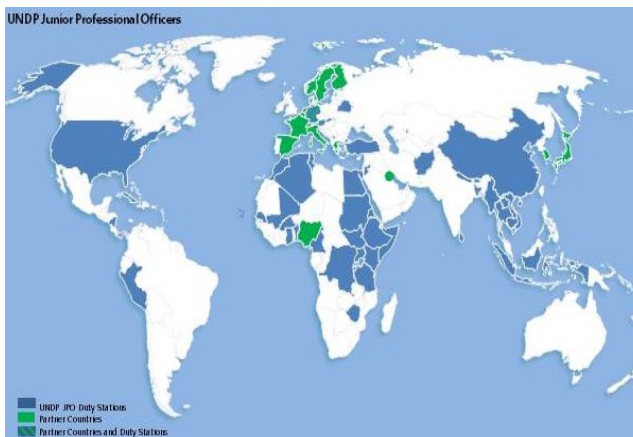 UNDP Junior Professional Officers
UNDP JPO Duty Stations
Partner Countries
Partner Countries and Duty Stations